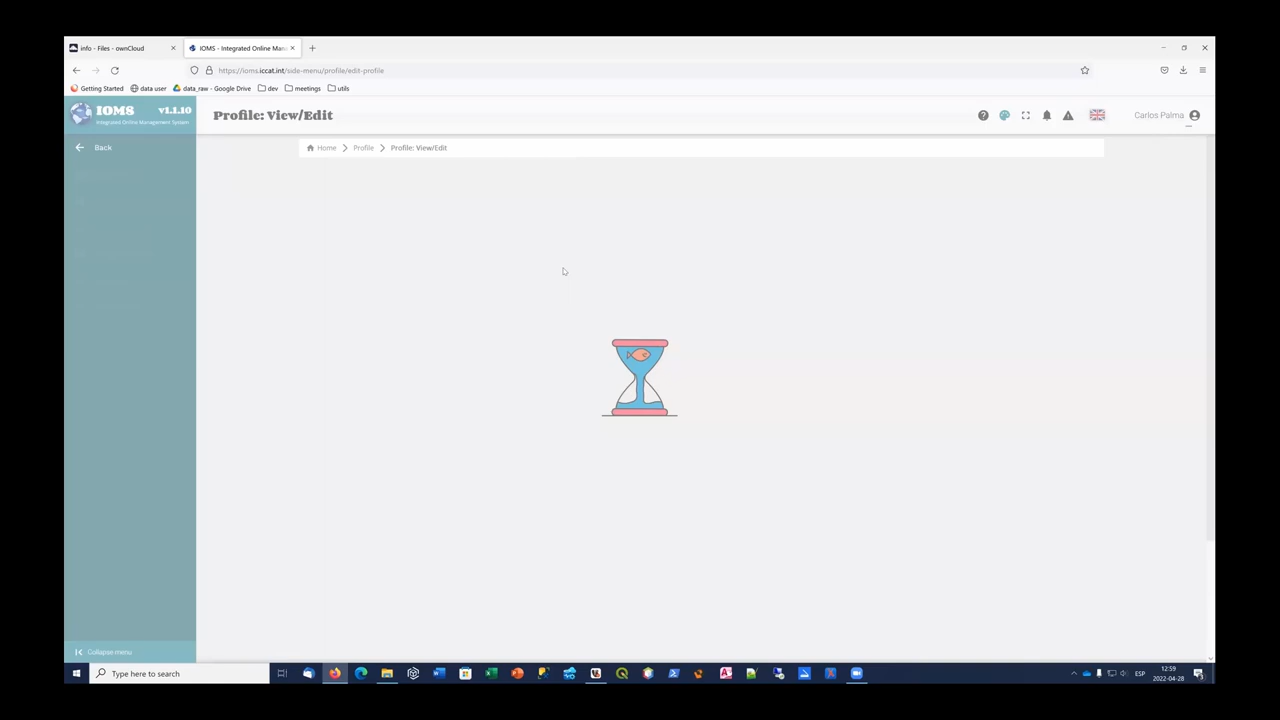 info - Files - ownCloud
IOMS - Integrated Online Man
https://ioms.iccat.int/side-menu/profile/edit-profile
Getting Started
data user
data_raw - Google Drive
dev
meetings
utils
IOMS
v1.1.10
Integrated Online Management System
Profile: View/Edit
Carlos Palma
Back
Home
Profile
Profile: View/Edit
Collapse menu
Type here to search
ESP
12:59
2022-04-28